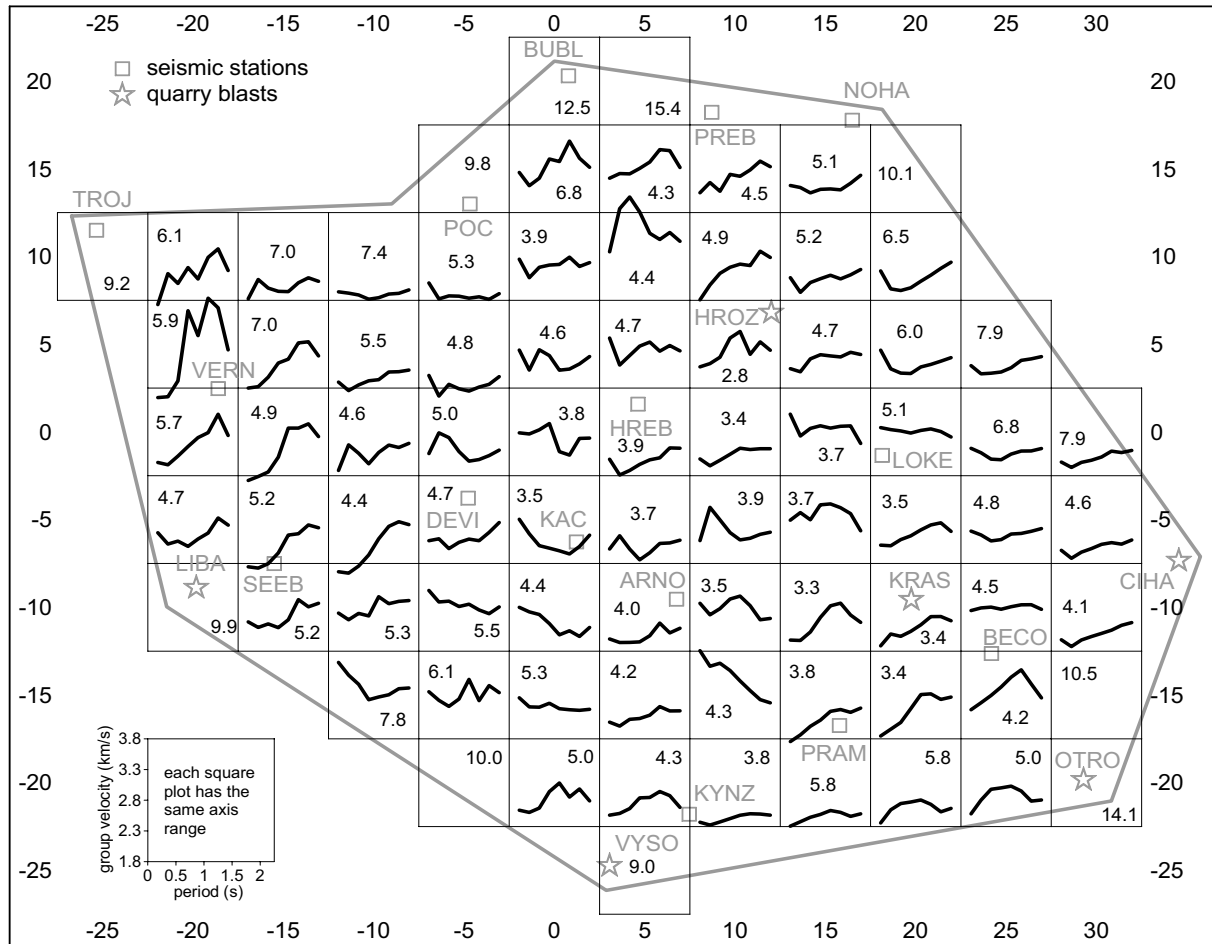 -25 -20 -15 -10 -5 0 5 10 15 20 25 30
BUBL
seismic stations
quarry blasts
20 20
NOHA
12.5 15.4
PREB
15 9.8 5.1 10.1 15
TROJ
6.8 4.3 4.5
POC
6.1 7.0 7.4 5.3 3.9 4.9 5.2 6.5
10 10
9.2 4.4
5.9 7.0 5.5 4.8 4.6 4.7 HROZ 4.7 6.0 7.9
5 5
VERN 2.8
5.7 4.9 4.6 5.0 3.8 3.4 5.1 6.8 7.9
0 HREB 0
3.9 3.7 LOKE
4.7 5.2 4.4 4.7 3.5 3.7 3.9 3.7 3.5 4.8 4.6
-5 DEVI KAC -5
LIBA SEEB ARNO KRAS CIHA
4.4 4.0 3.5 3.3 4.5 4.1
-10 -10
9.9 5.2 5.3 5.5 3.4 BECO
6.1 5.3 4.2 3.8 3.4 10.5
-15 -15
7.8 4.3 4.2
PRAM
3.8
3.3
2.8
2.3
1.8
group velocity (km/s)
each square
plot has the
same axis
range
0 0.5 1 1.5 2
period (s)
10.0 5.0 4.3 3.8 5.8 5.8 5.0 OTRO
-20 -20
KYNZ 14.1
VYSO
9.0
-25 -25
-25 -20 -15 -10 -5 0 5 10 15 20 25 30